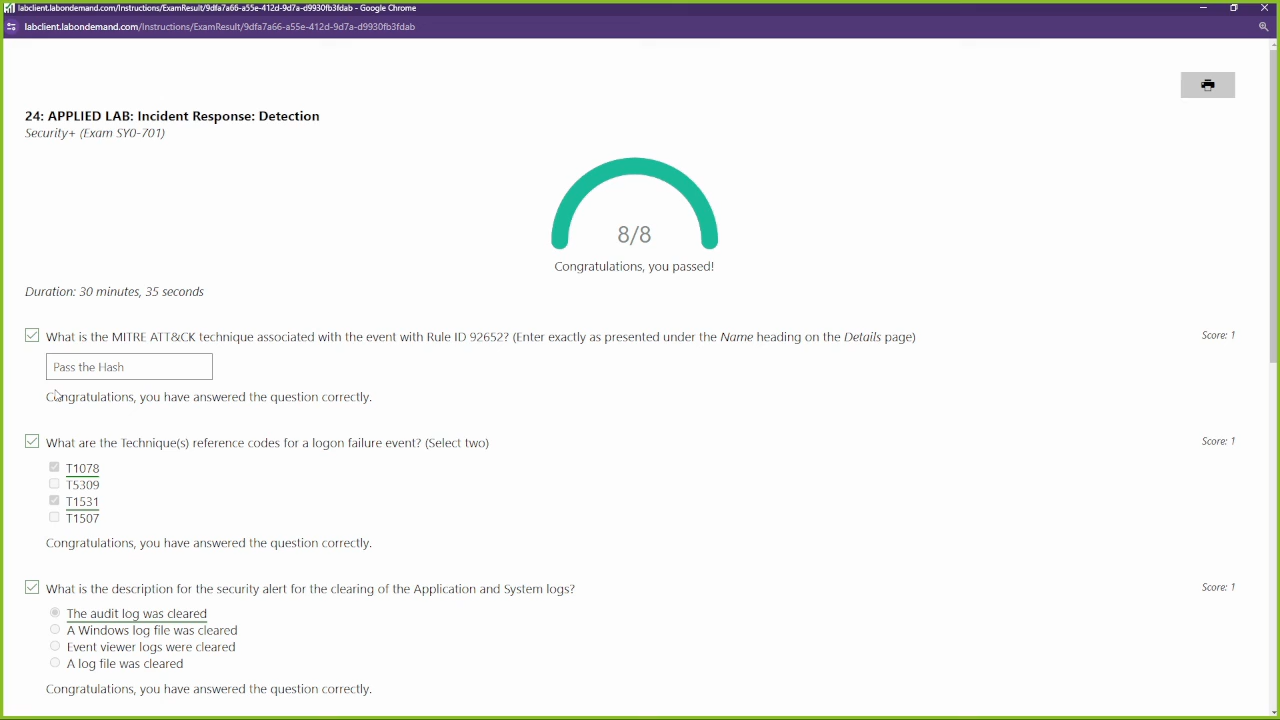 labclient.labondemand.com/Instructions/ExamResult/9dfa7a66-a55e-412d-9d7a-d9930fb3fdab - Google Chrome
labclient.labondemand.com/Instructions/ExamResult/9dfa7a66-a55e-412d-9d7a-d9930fb3fdab
24: APPLIED LAB: Incident Response: Detection
Security+ (Exam SY0-701)
8/8
Congratulations, you passed!
Duration: 30 minutes, 35 seconds
What is the MITRE ATT&CK technique associated with the event with Rule ID 92652? (Enter exactly as presented under the Name heading on the Details page) Score: 1
Pass the Hash
Congratulations, you have answered the question correctly.
What are the Technique(s) reference codes for a logon failure event? (Select two) Score: 1
T1078
T5309
T1531
T1507
Congratulations, you have answered the question correctly.
What is the description for the security alert for the clearing of the Application and System logs? Score: 1
The audit log was cleared
A Windows log file was cleared
Event viewer logs were cleared
A log file was cleared
Congratulations, you have answered the question correctly.